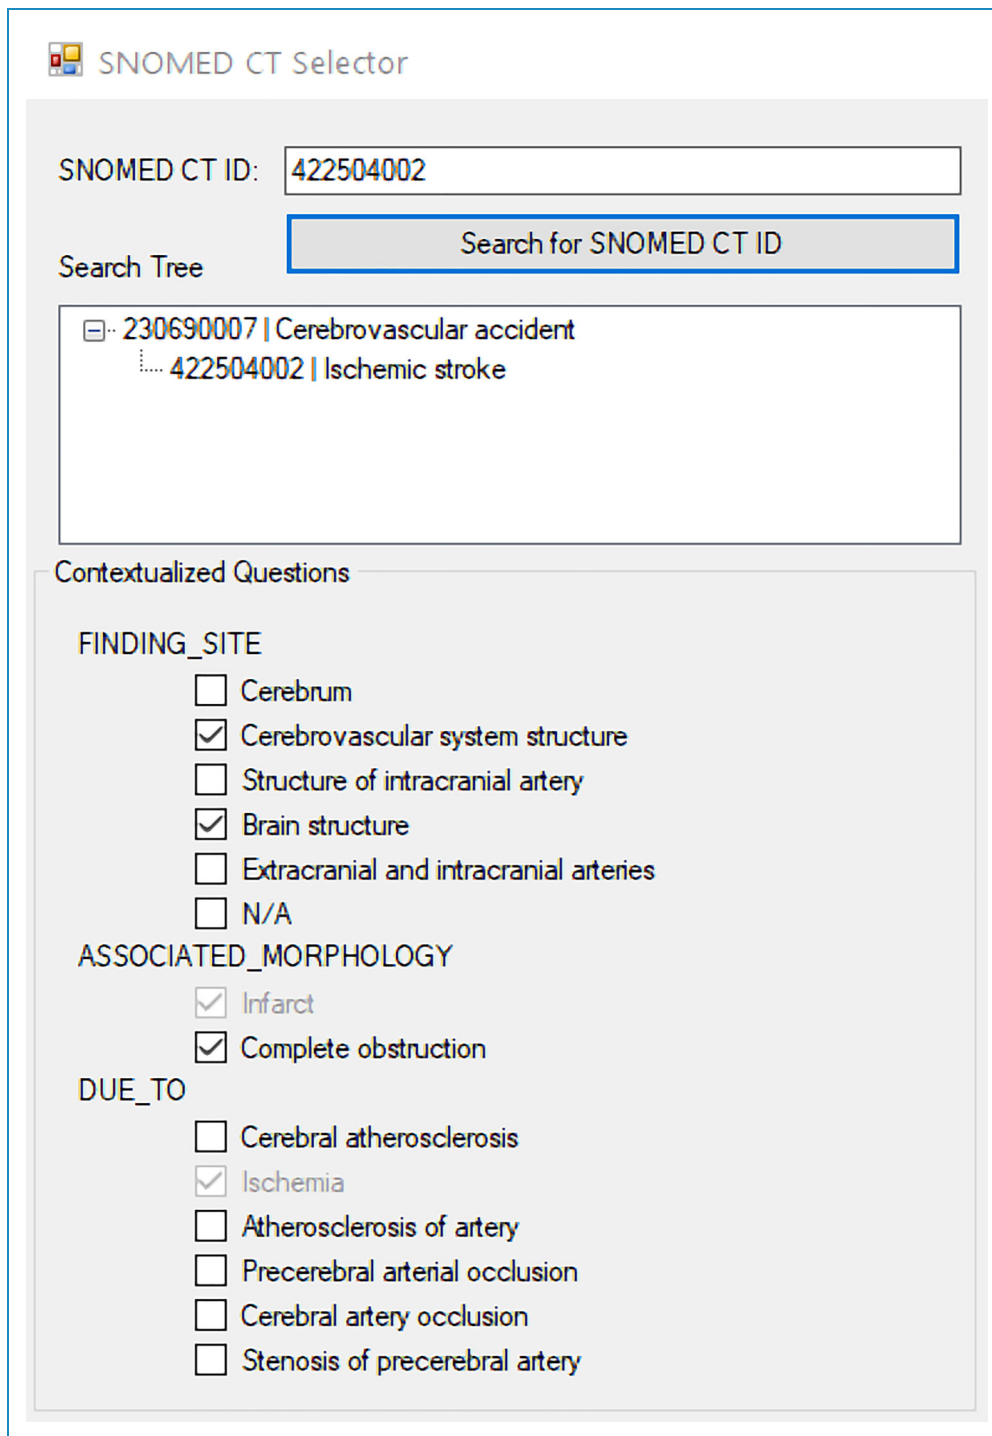 SNOMED CT Selector
SNOMED CT ID: 422504002
Search for SNOMED CT ID
Search Tree
230690007 | Cerebrovascular accident
422504002 | Ischemic stroke
Contextualized Questions
FINDING_SITE
Cerebrum
Cerebrovascular system structure
Structure of intracranial artery
Brain structure
Extracranial and intracranial arteries
N/A
ASSOCIATED_MORPHOLOGY
Infarct
Complete obstruction
DUE_TO
Cerebral atherosclerosis
Ischemia
Atherosclerosis of artery
Precerebral arterial occlusion
Cerebral artery occlusion
Stenosis of precerebral artery